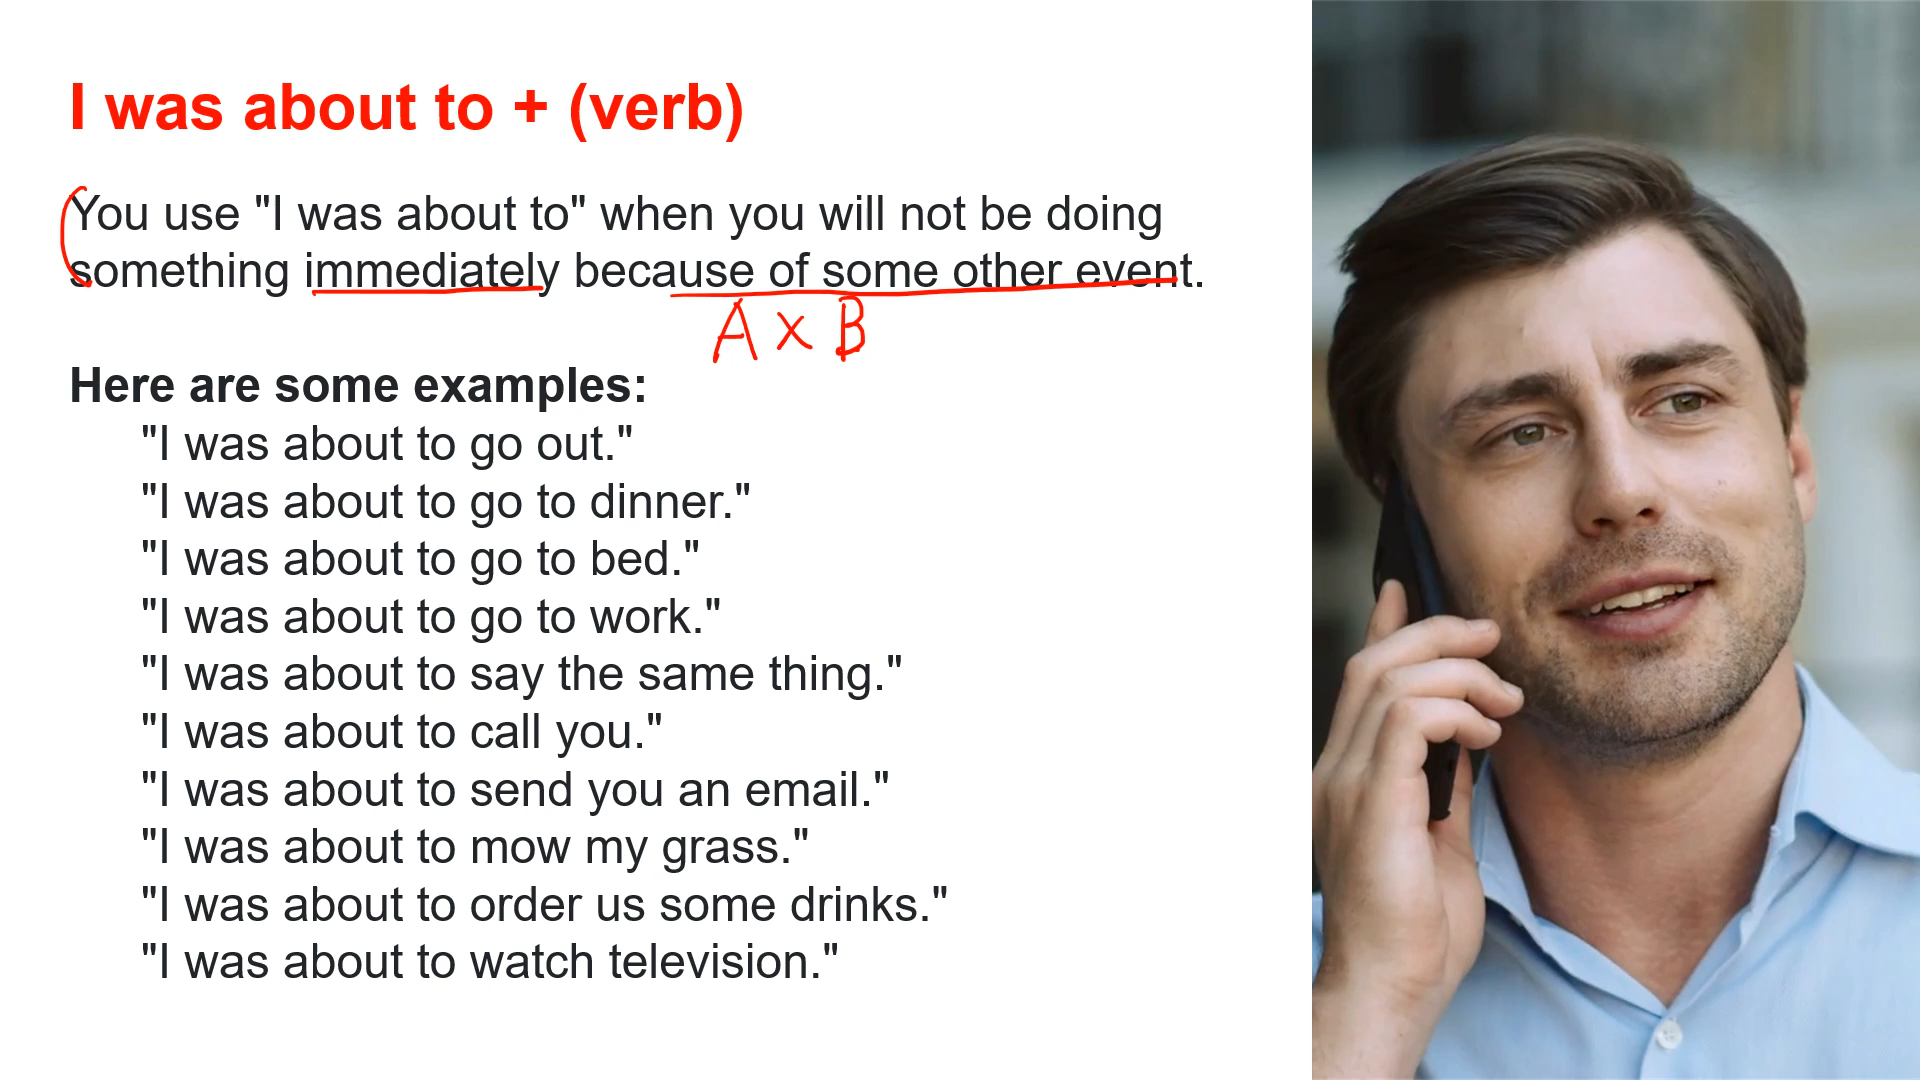 I was about to + (verb)
You use "I was about to" when you will not be doing
something immediately because of some other event.
A x B
Here are some examples:
"I was about to go out."
"I was about to go to dinner."
"I was about to go to bed."
"I was about to go to work."
"I was about to say the same thing."
"I was about to call you."
"I was about to send you an email."
"I was about to mow my grass."
"I was about to order us some drinks."
"I was about to watch television."